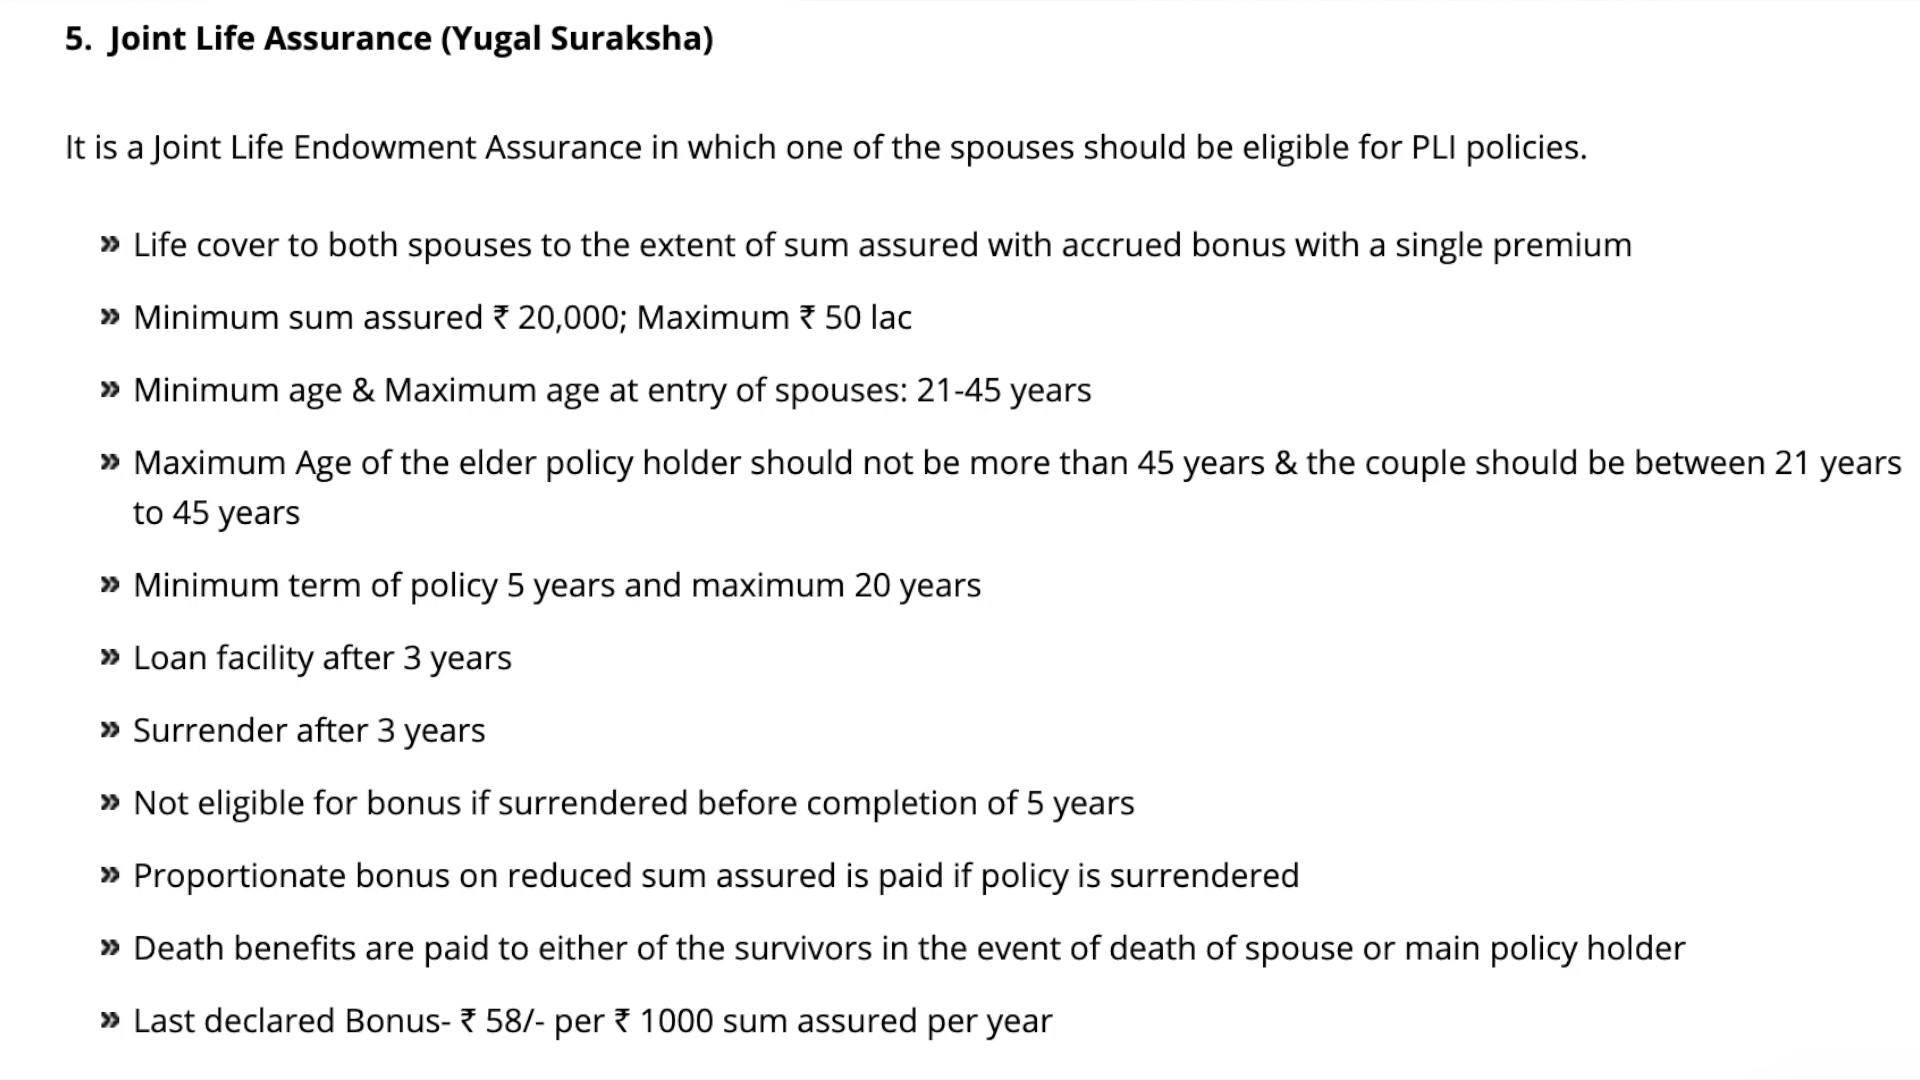 5. Joint Life Assurance (Yugal Suraksha)
It is a Joint Life Endowment Assurance in which one of the spouses should be eligible for PLI policies.
» Life cover to both spouses to the extent of sum assured with accrued bonus with a single premium
» Minimum sum assured ₹ 20,000; Maximum ₹ 50 lac
» Minimum age & Maximum age at entry of spouses: 21-45 years
» Maximum Age of the elder policy holder should not be more than 45 years & the couple should be between 21 years
to 45 years
» Minimum term of policy 5 years and maximum 20 years
» Loan facility after 3 years
» Surrender after 3 years
» Not eligible for bonus if surrendered before completion of 5 years
» Proportionate bonus on reduced sum assured is paid if policy is surrendered
» Death benefits are paid to either of the survivors in the event of death of spouse or main policy holder
» Last declared Bonus- ₹ 58/- per ₹ 1000 sum assured per year